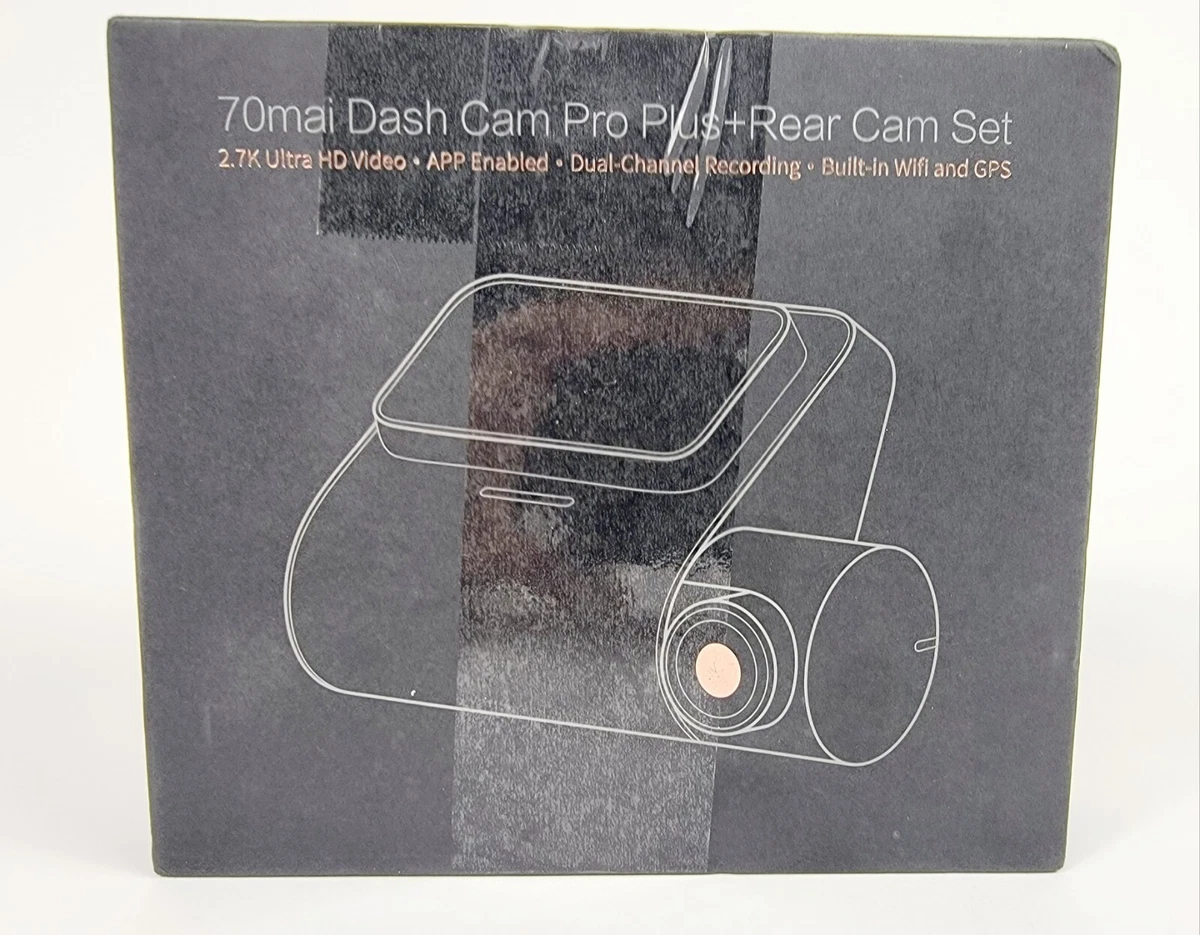 70mai Dash Cam Pro Plus+Rear Cam Set
2.7K Ultra HD Video • APP Enabled • Dual-Channel Recording • Built-in Wifi and GPS